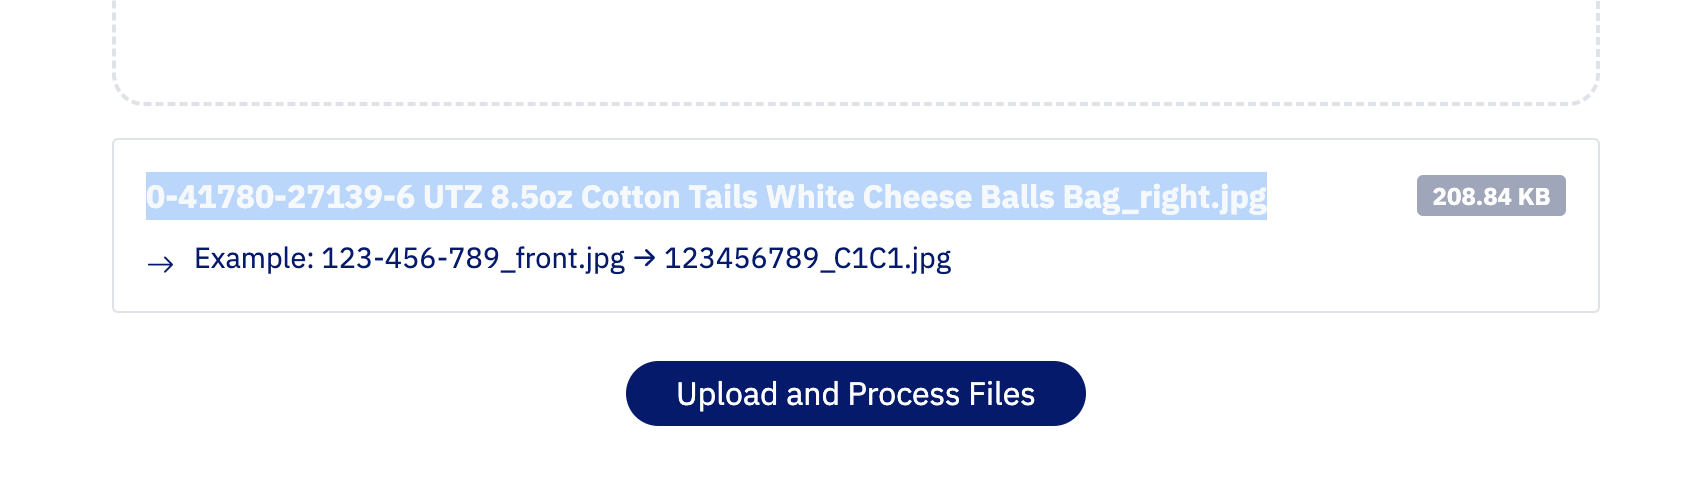 0-41780-27139-6 UTZ 8.5oz Cotton Tails White Cheese Balls Bag_right.jpg
208.84 KB
→ Example: 123-456-789_front.jpg → 123456789_C1C1.jpg
Upload and Process Files